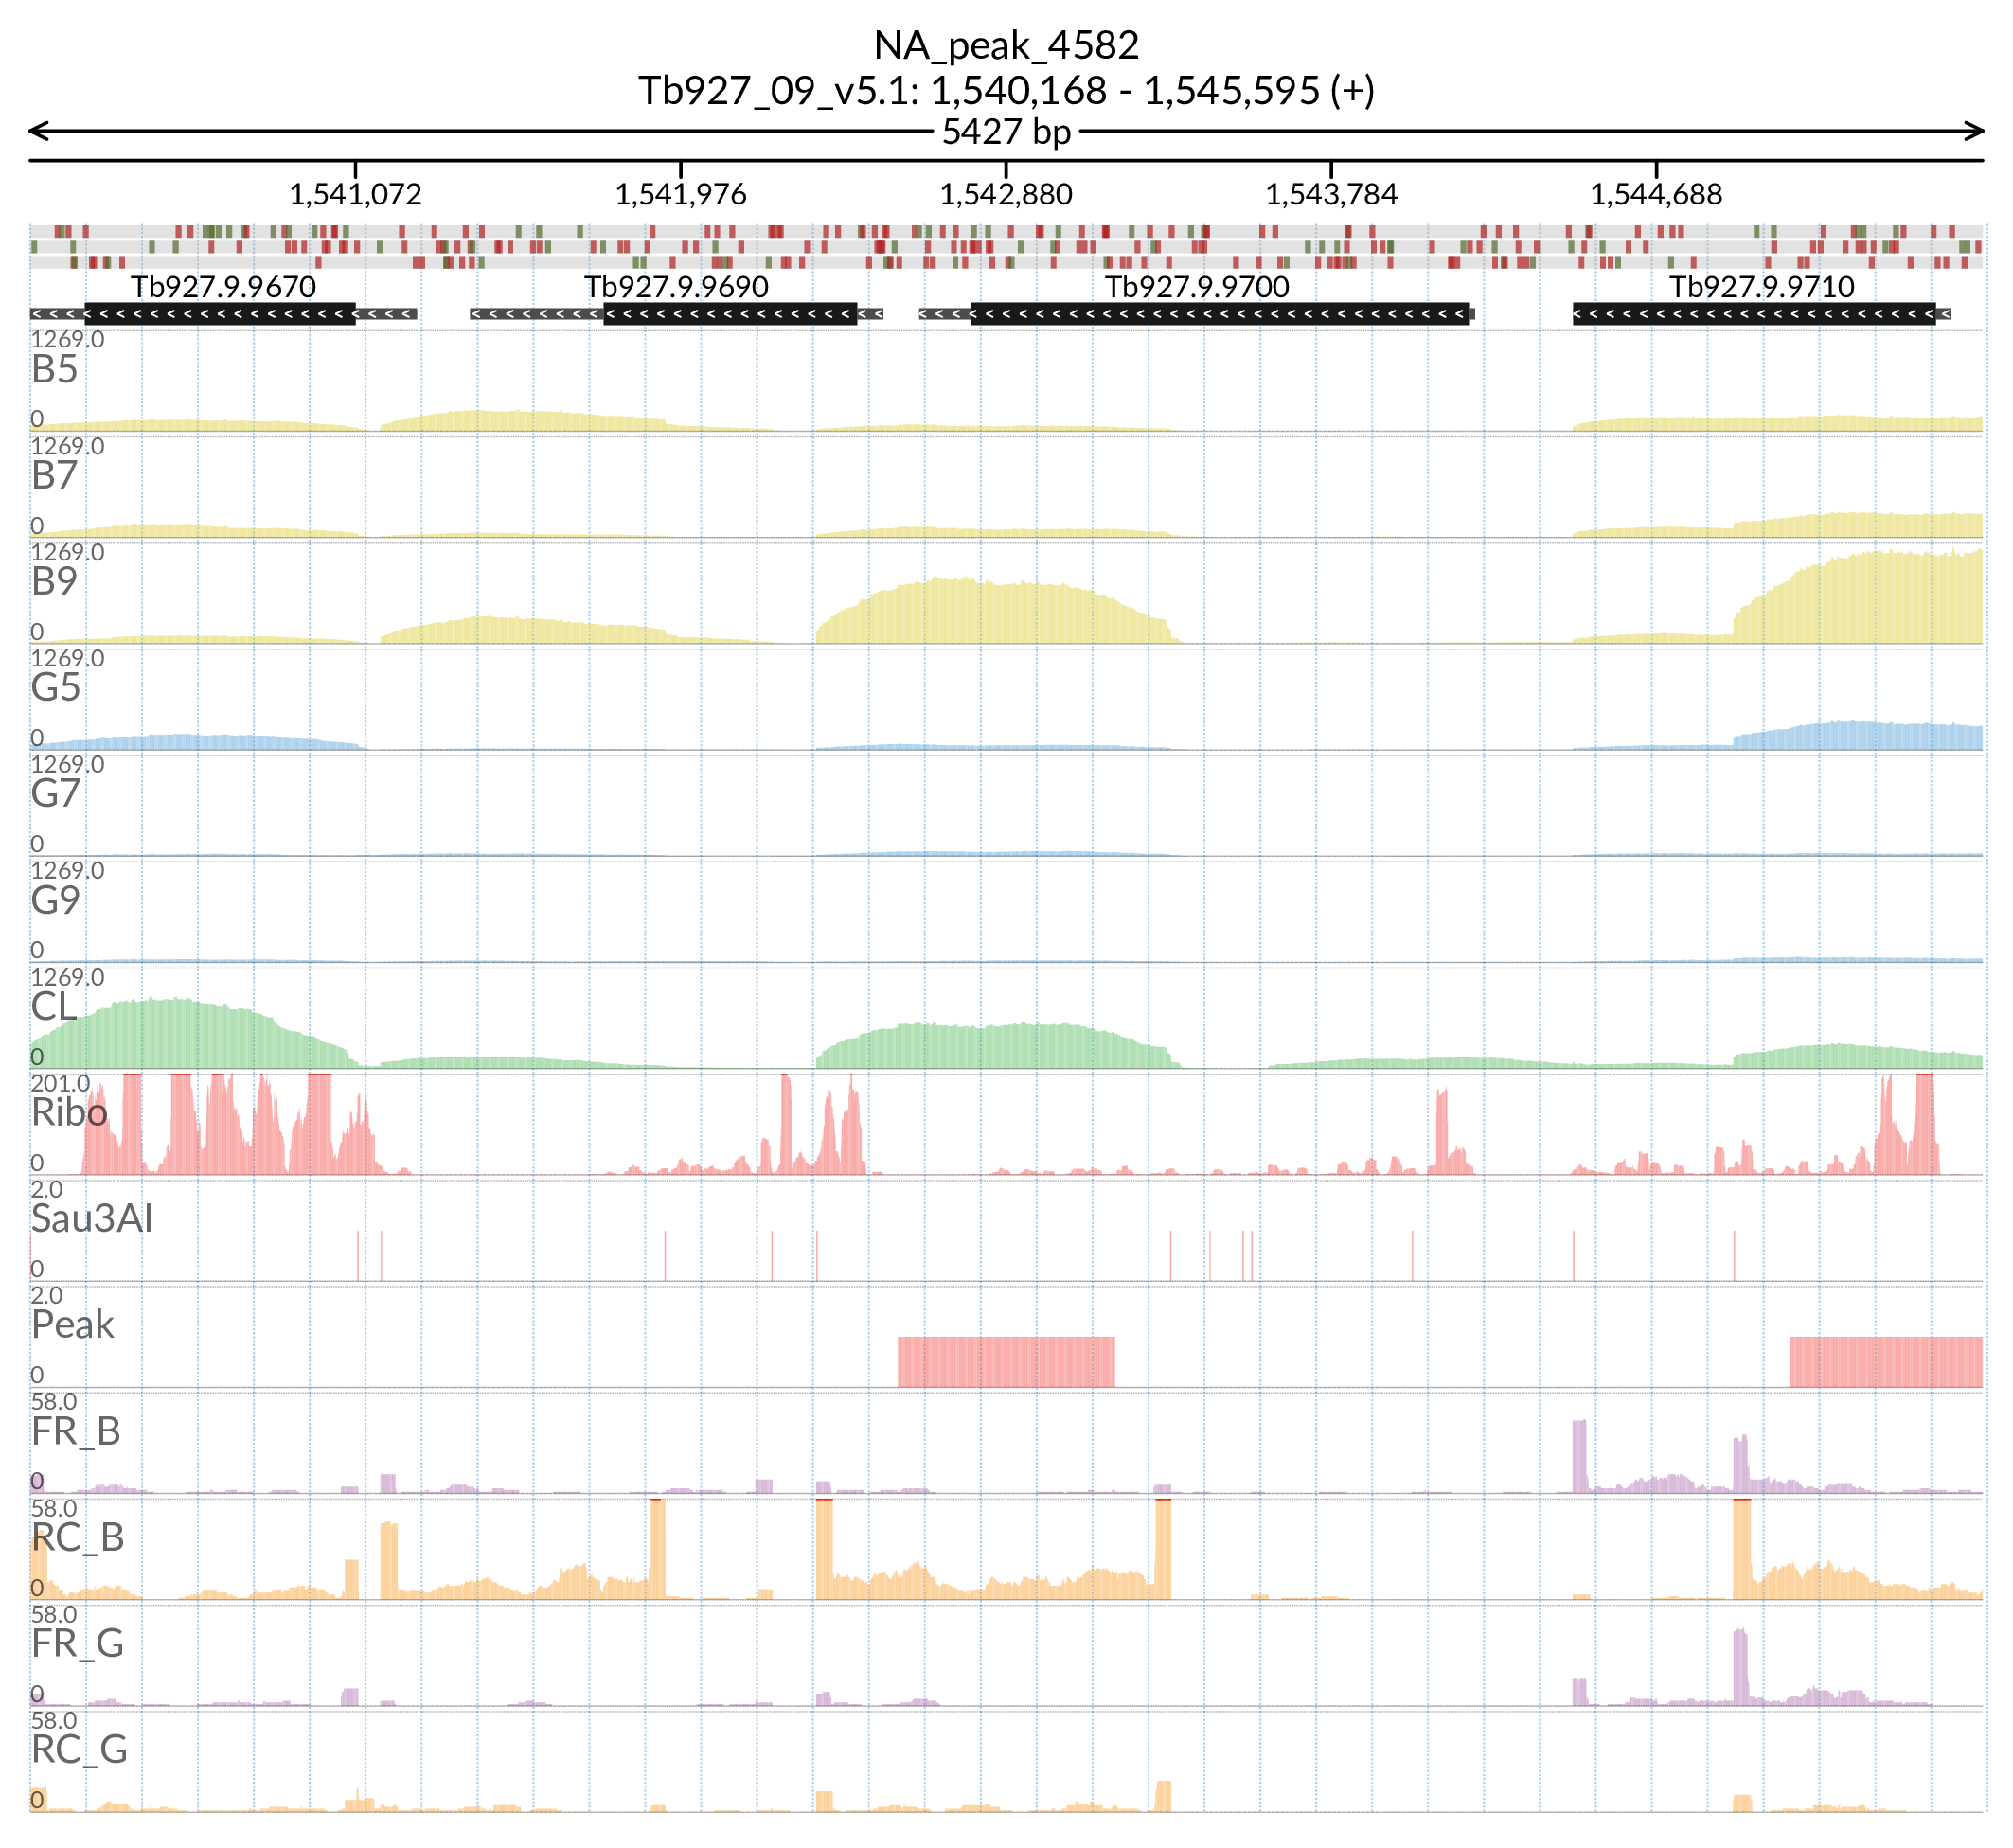 NA_peak_4582
Tb927_09_v5.1: 1,540,168 - 1,545,595 (+)
5427 bp
1,541,072 1,541,976 1,542,880 1,543,784 1,544,688
Tb927.9.9670 Tb927.9.9690 Tb927.9.9700 Tb927.9.9710
1269.0
B5
0
1269.0
B7
0
1269.0
B9
0
1269.0
G5
0
1269.0
G7
0
1269.0
G9
0
1269.0
CL
0
201.0
Ribo
0
2.0
Sau3AI
0
2.0
Peak
0
58.0
FR_B
0
58.0
RC_B
0
58.0
FR_G
0
58.0
RC_G
0